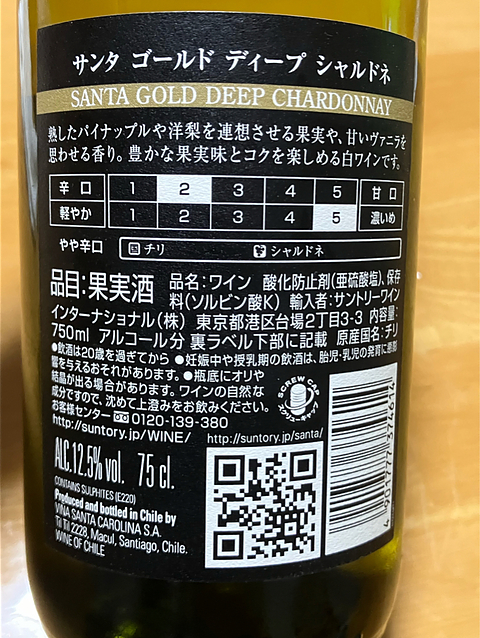 サンタ ゴールド ディープ シャルドネ
SANTA GOLD DEEP CHARDONNAY
熟したパイナップルや洋梨を連想させる果実や、甘いヴァニラを
思わせる香り。豊かな果実味とコクを楽しめる白ワインです。
辛口 1 2 3 4 5 甘口
軽やか 1 2 3 4 5 濃いめ
やや辛口 国 チリ シャルドネ
品目:果実酒 品名:ワイン 酸化防止剤(亜硫酸塩)、保存
料(ソルビン酸K) 輸入者:サントリーワイン
インターナショナル(株) 東京都港区台場2丁目3-3 内容量:
750ml アルコール分 裏ラベル下部に記載 原産国名:チリ
●飲酒は20歳を過ぎてから ●妊娠中や授乳期の飲酒は、胎児・乳児の発育に悪影
響を与えるおそれがあります。●瓶底にオリや
結晶が出る場合があります。ワインの自然な
成分ですので、沈めて上澄みをお飲みください。
お客様センター 0120-139-380
http://suntory.jp/WINE/ http://suntory.jp/santa/
SCREW CAP
スクリューキャップ
ALC.12.5%vol. 75 cl.
CONTAINS SULPHITES (E220)
Produced and bottled in Chile by
VIÑA SANTA CAROLINA S.A.
Til Til 2228, Macul, Santiago, Chile.
WINE OF CHILE
4 901777 374614